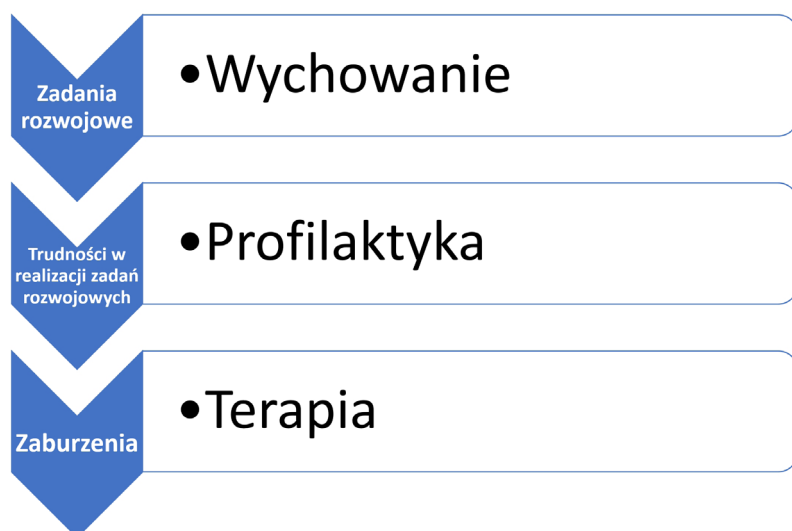 Zadania
rozwojowe
•Wychowanie
Trudności w
realizacji zadań
rozwojowych
•Profilaktyka
Zaburzenia
•Terapia